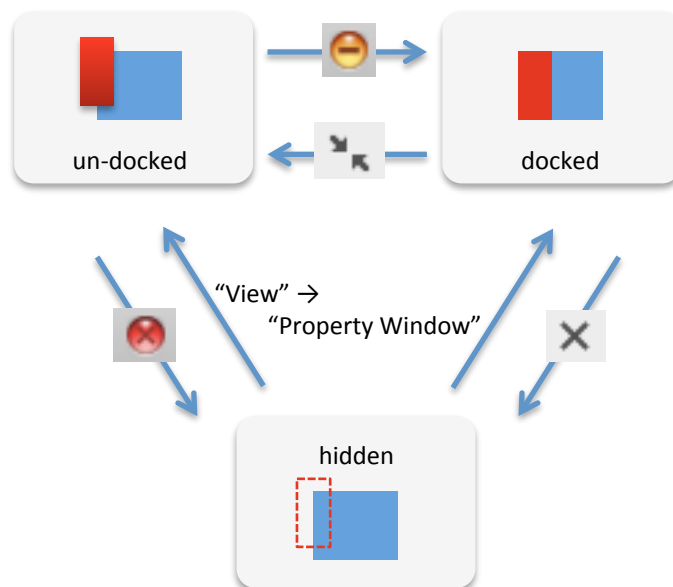 un-docked
docked
“View” →
“Property Window”
hidden